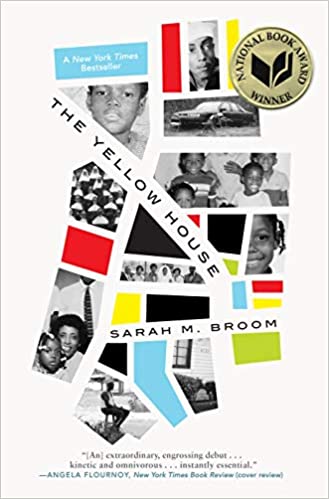 A New York Times
Bestseller
NATIONAL BOOK AWARD
WINNER
THE YELLOW HOUSE
SARAH M. BROOM
“[An] extraordinary, engrossing debut . . .
kinetic and omnivorous . . . instantly essential.”
—ANGELA FLOURNOY, New York Times Book Review (cover review)